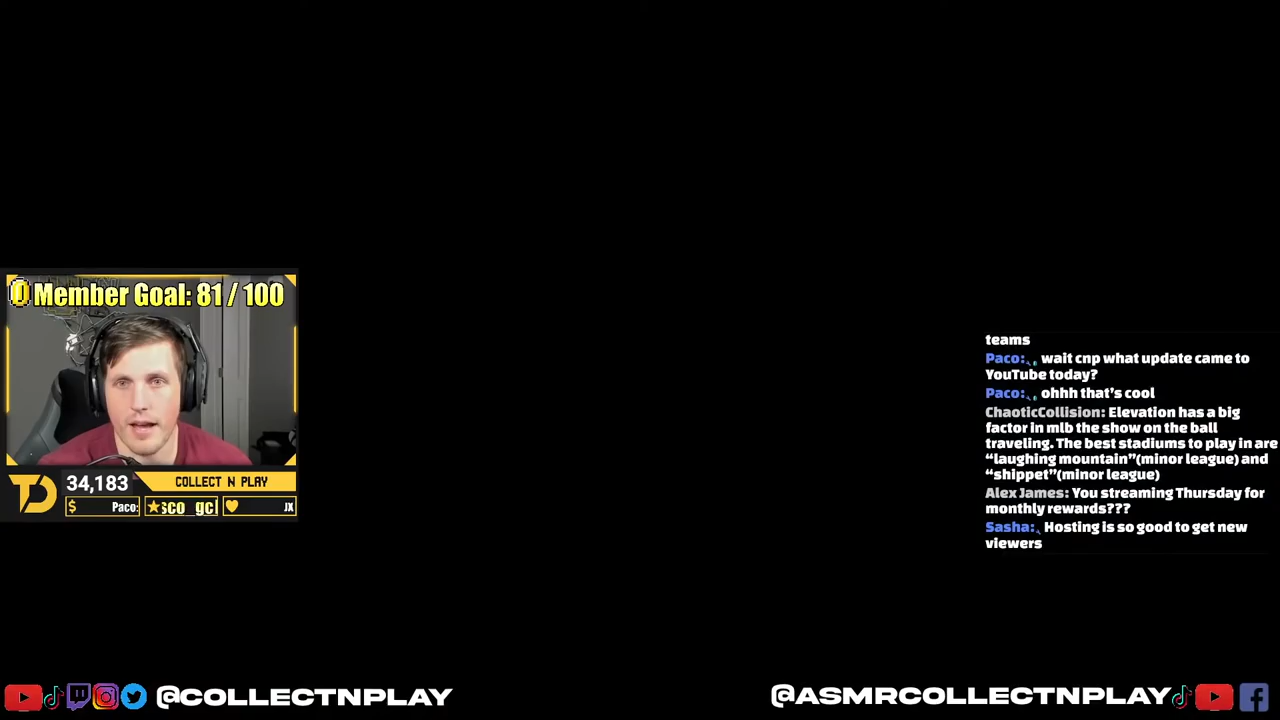 Member Goal: 81 / 100
34,183
COLLECT N PLAY
$ Paco:
sco_gcl
JX
teams
Paco: wait cnp what update came to
YouTube today?
Paco: ohhh that's cool
ChaoticCollision: Elevation has a big
factor in mlb the show on the ball
traveling. The best stadiums to play in are
“laughing mountain”(minor league) and
“shippet”(minor league)
Alex James: You streaming Thursday for
monthly rewards???
Sasha: Hosting is so good to get new
viewers
@COLLECTNPLAY
@ASMRCOLLECTNPLAY